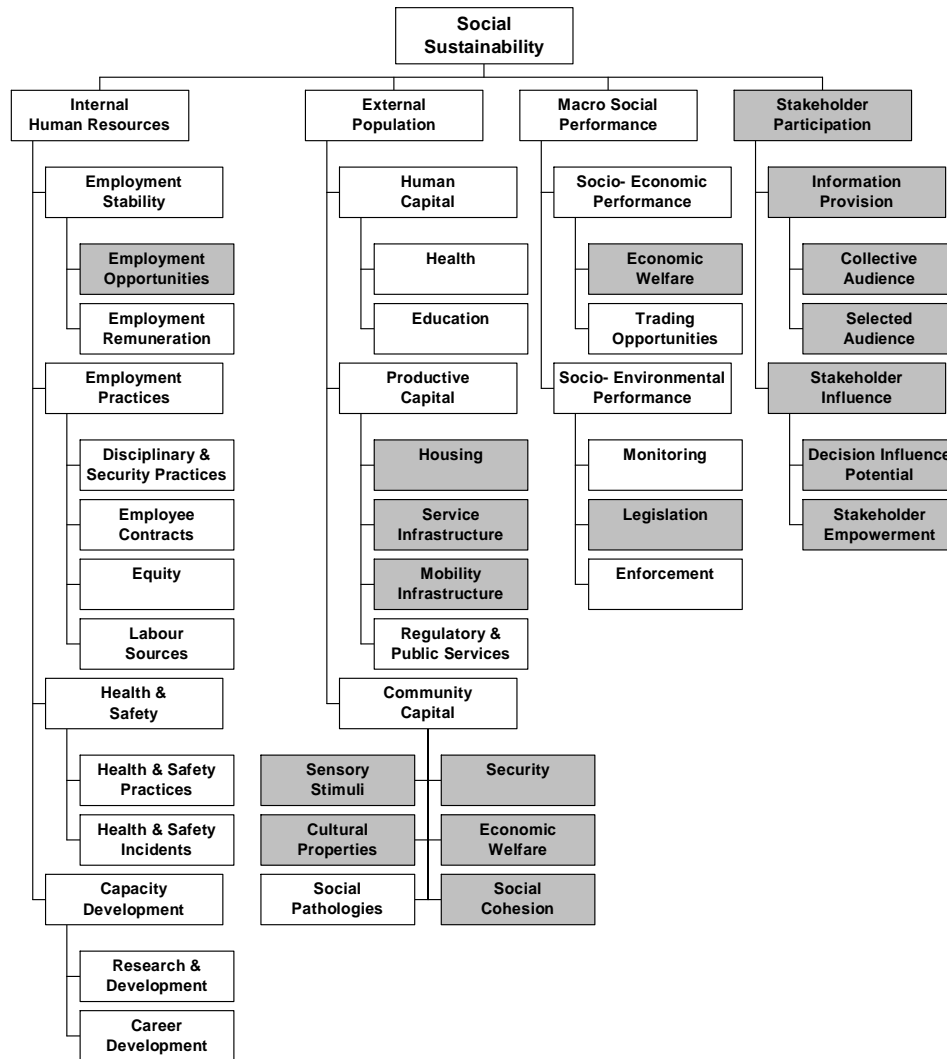 Social
Sustainability
Internal
Human Resources
Employment
Stability
Employment
Opportunities
Employment
Remuneration
Employment
Practices
Disciplinary &
Security Practices
Employee
Contracts
Equity
Labour
Sources
Health &
Safety
Health & Safety
Practices
Health & Safety
Incidents
Capacity
Development
Research &
Development
Career
Development
External
Population
Human
Capital
Health
Education
Productive
Capital
Housing
Service
Infrastructure
Mobility
Infrastructure
Regulatory &
Public Services
Community
Capital
Sensory
Stimuli
Security
Cultural
Properties
Economic
Welfare
Social
Pathologies
Social
Cohesion
Macro Social
Performance
Socio- Economic
Performance
Economic
Welfare
Trading
Opportunities
Socio- Environmental
Performance
Monitoring
Legislation
Enforcement
Stakeholder
Participation
Information
Provision
Collective
Audience
Selected
Audience
Stakeholder
Influence
Decision Influence
Potential
Stakeholder
Empowerment